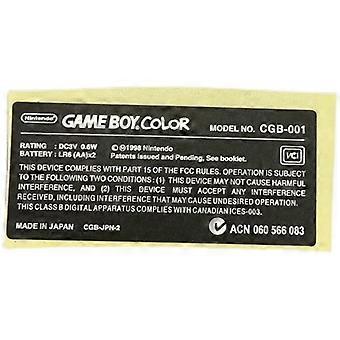 Nintendo GAME BOY COLOR MODEL NO. CGB-001
RATING : DC3V 0.6W ©1998 Nintendo
BATTERY : LR6 (AA)x2 Patents Issued and Pending, See booklet. VCI
THIS DEVICE COMPLIES WITH PART 15 OF THE FCC RULES. OPERATION IS SUBJECT
TO THE FOLLOWING TWO CONDITIONS : (1) THIS DEVICE MAY NOT CAUSE HARMFUL
INTERFERENCE, AND (2) THIS DEVICE MUST ACCEPT ANY INTERFERENCE
RECEIVED, INCLUDING INTERFERENCE THAT MAY CAUSE UNDESIRED OPERATION.
THIS CLASS B DIGITAL APPARATUS COMPLIES WITH CANADIAN ICES-003.
MADE IN JAPAN CGB-JPN-2 ACN 060 566 083